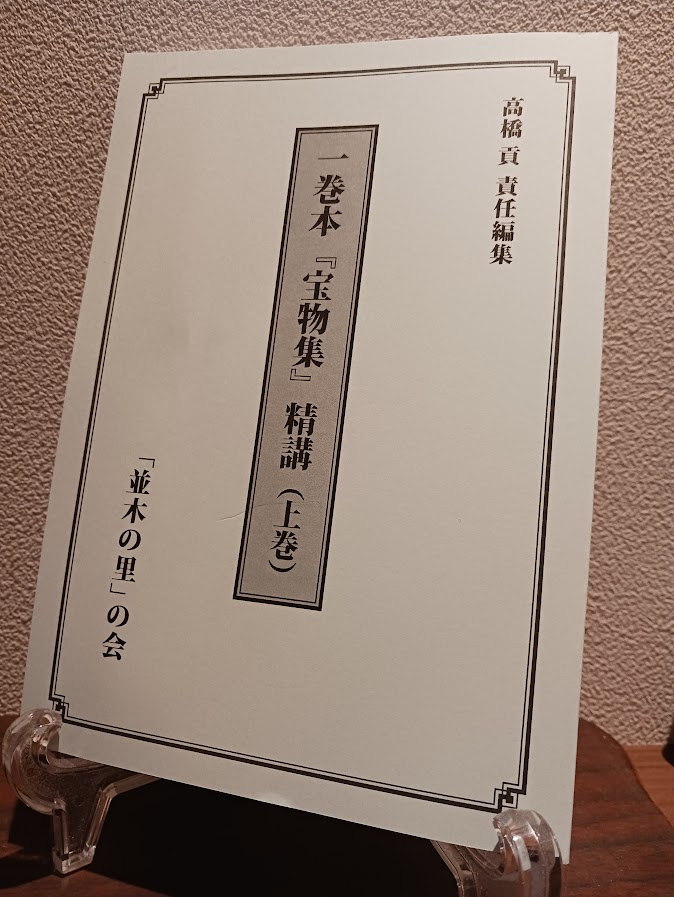 高橋 貢 責任編集
一巻本『宝物集』精講(上巻)
「並木の里」の会